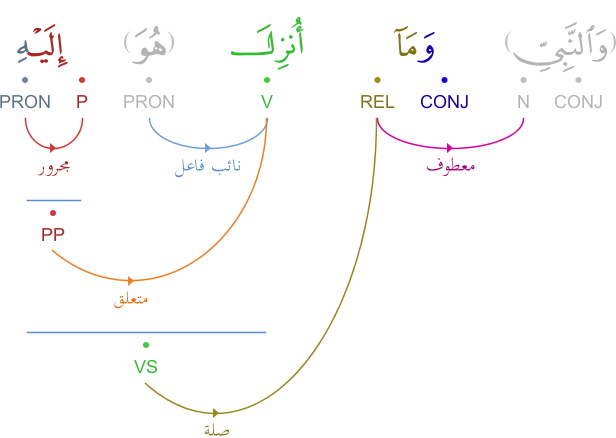 (وَٱلنَّبِىِّ) وَمَآ أُنزِلَ (هُوَ) إِلَيْهِ
CONJ N CONJ REL V PRON P PRON
معطوف نائب فاعل مجرور
PP
متعلق
VS
صلة